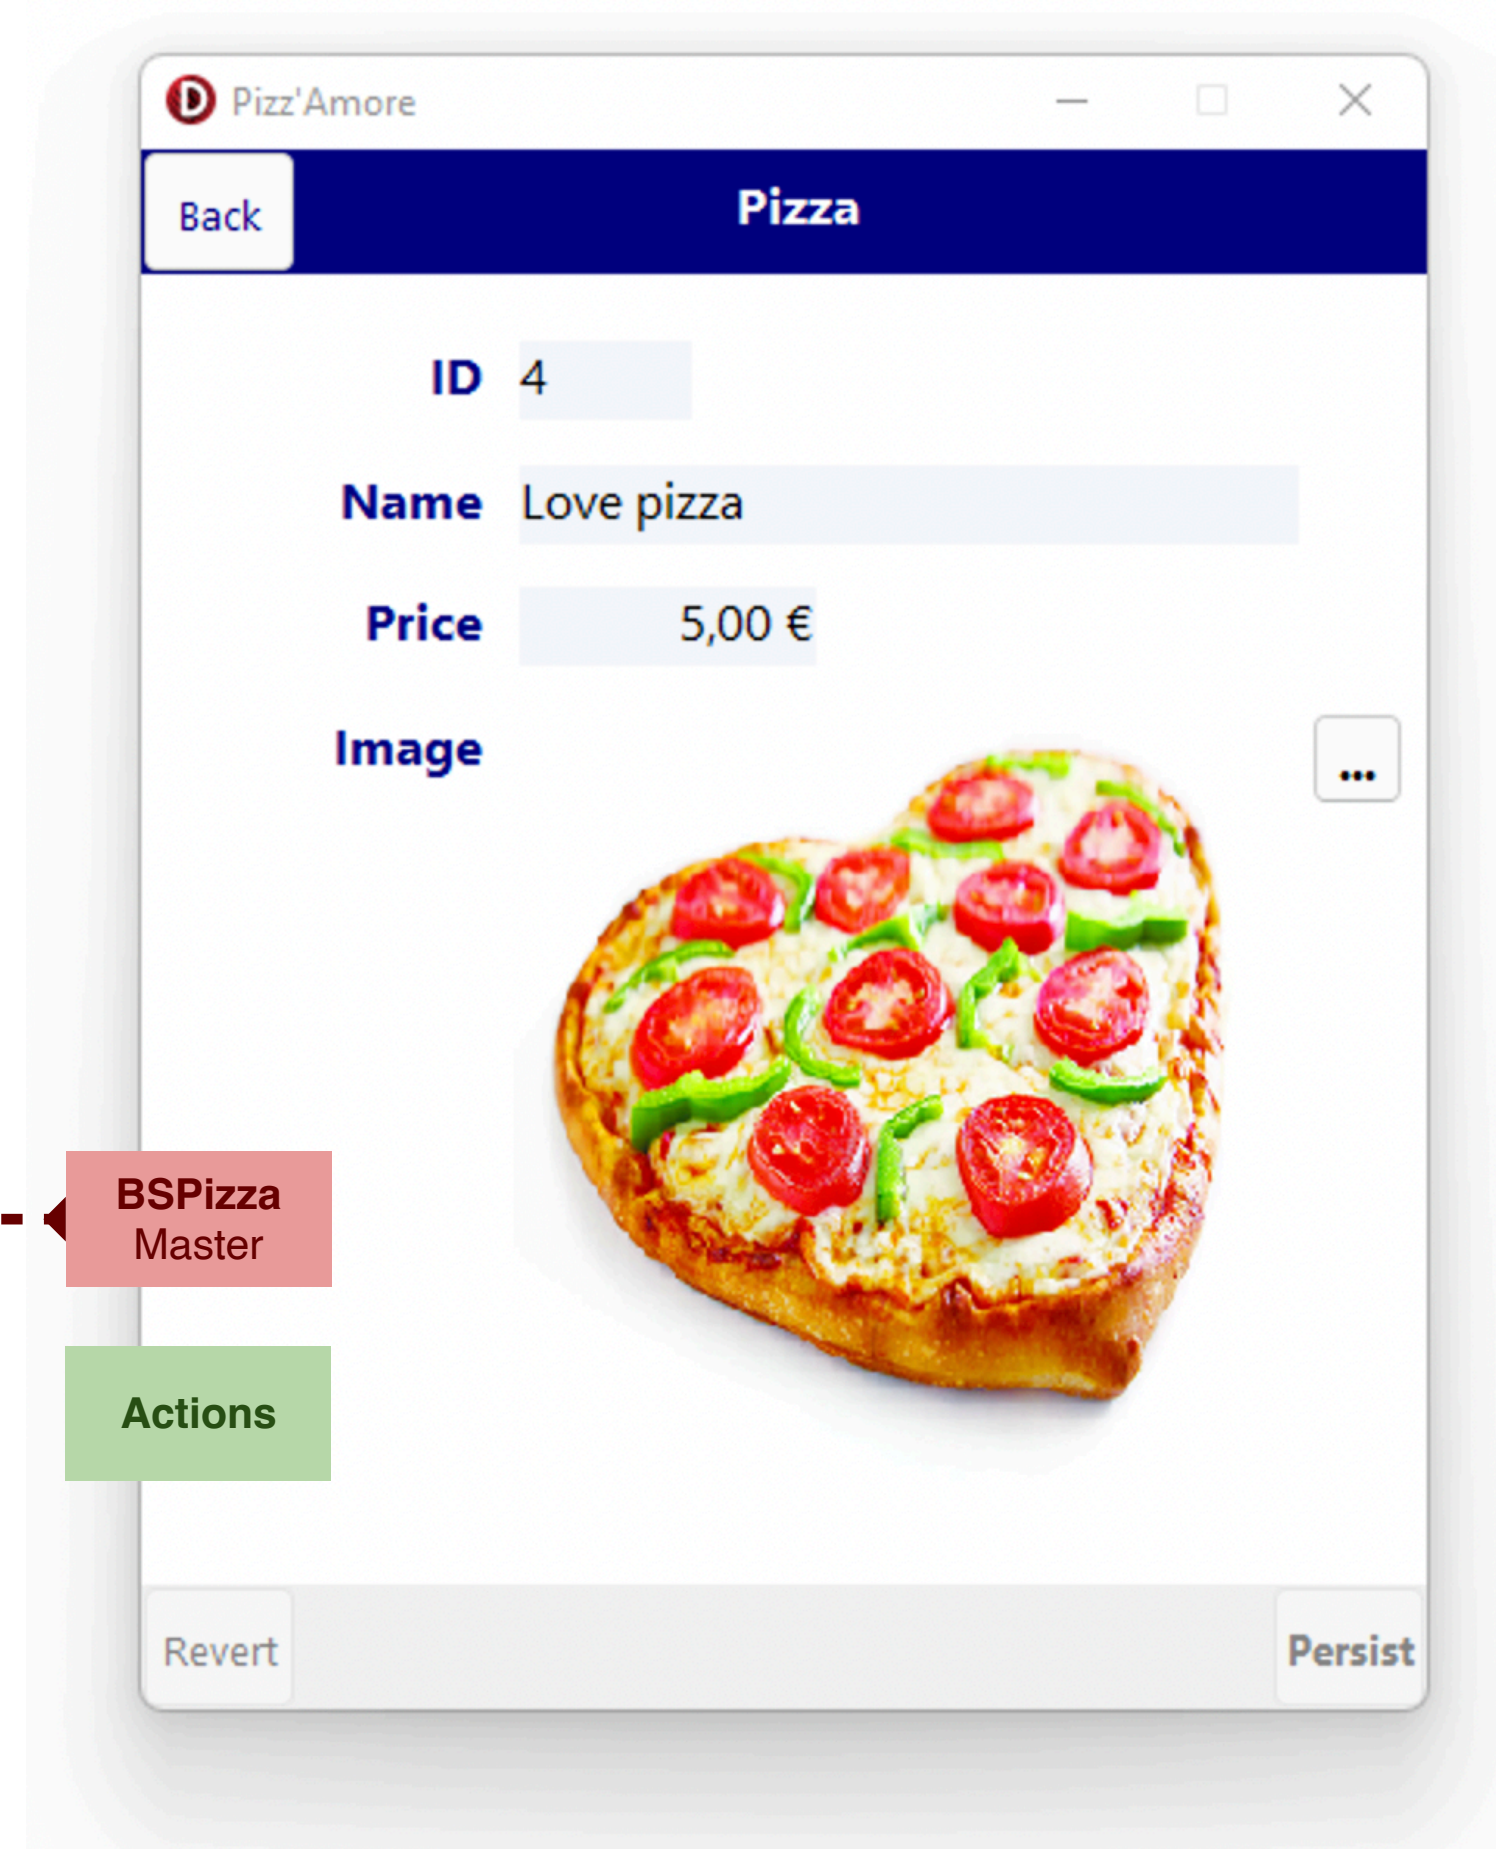 D Pizz'Amore
Back
Pizza
ID 4
Name Love pizza
Price 5,00 €
Image
...
BSPizza
Master
Actions
Revert
Persist